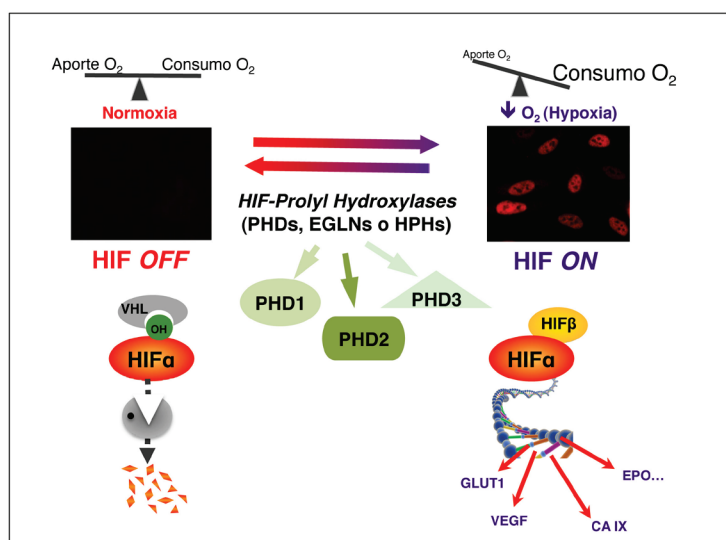 Aporte O₂ Consumo O₂
Normoxia
HIF OFF
Aporte O₂
Consumo O₂
O₂ (Hypoxia)
HIF ON
HIF-Prolyl Hydroxylases
(PHDs, EGLNs o HPHs)
PHD1
PHD2
PHD3
VHL
OH
HIFα
HIFβ
HIFα
GLUT1
VEGF
CA IX
EPO...